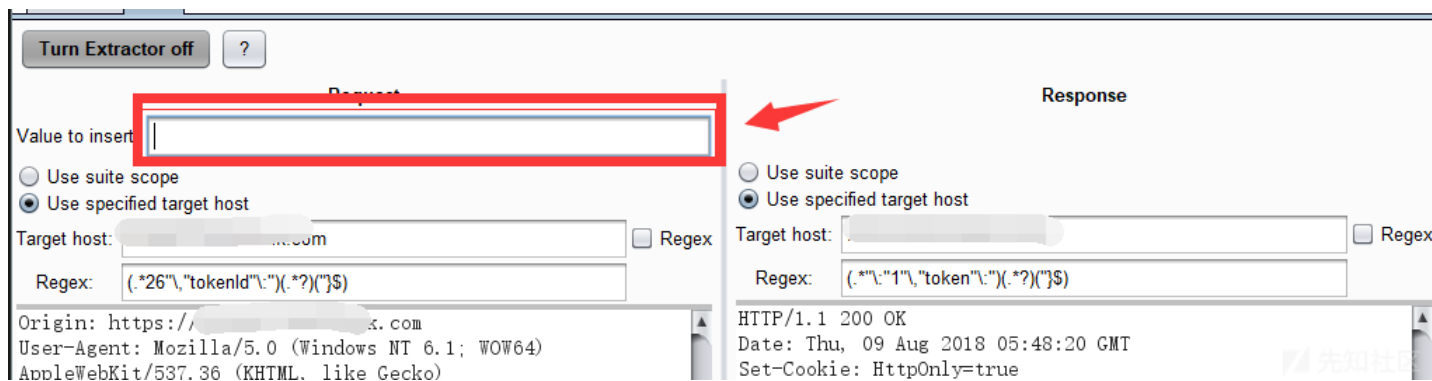 Turn Extractor off ?
Request
Response
Value to insert
Use suite scope
Use specified target host
Target host: .com Regex
Regex: (.*26"\,"tokenId"\:")(.*?)("}$)
Origin: https:// .com
User-Agent: Mozilla/5.0 (Windows NT 6.1; WOW64)
AppleWebKit/537.36 (KHTML, like Gecko)
Use suite scope
Use specified target host
Target host: Regex
Regex: (.*"\:"1"\,"token"\:")(.*?)("}$)
HTTP/1.1 200 OK
Date: Thu, 09 Aug 2018 05:48:20 GMT
Set-Cookie: HttpOnly=true
先知社区